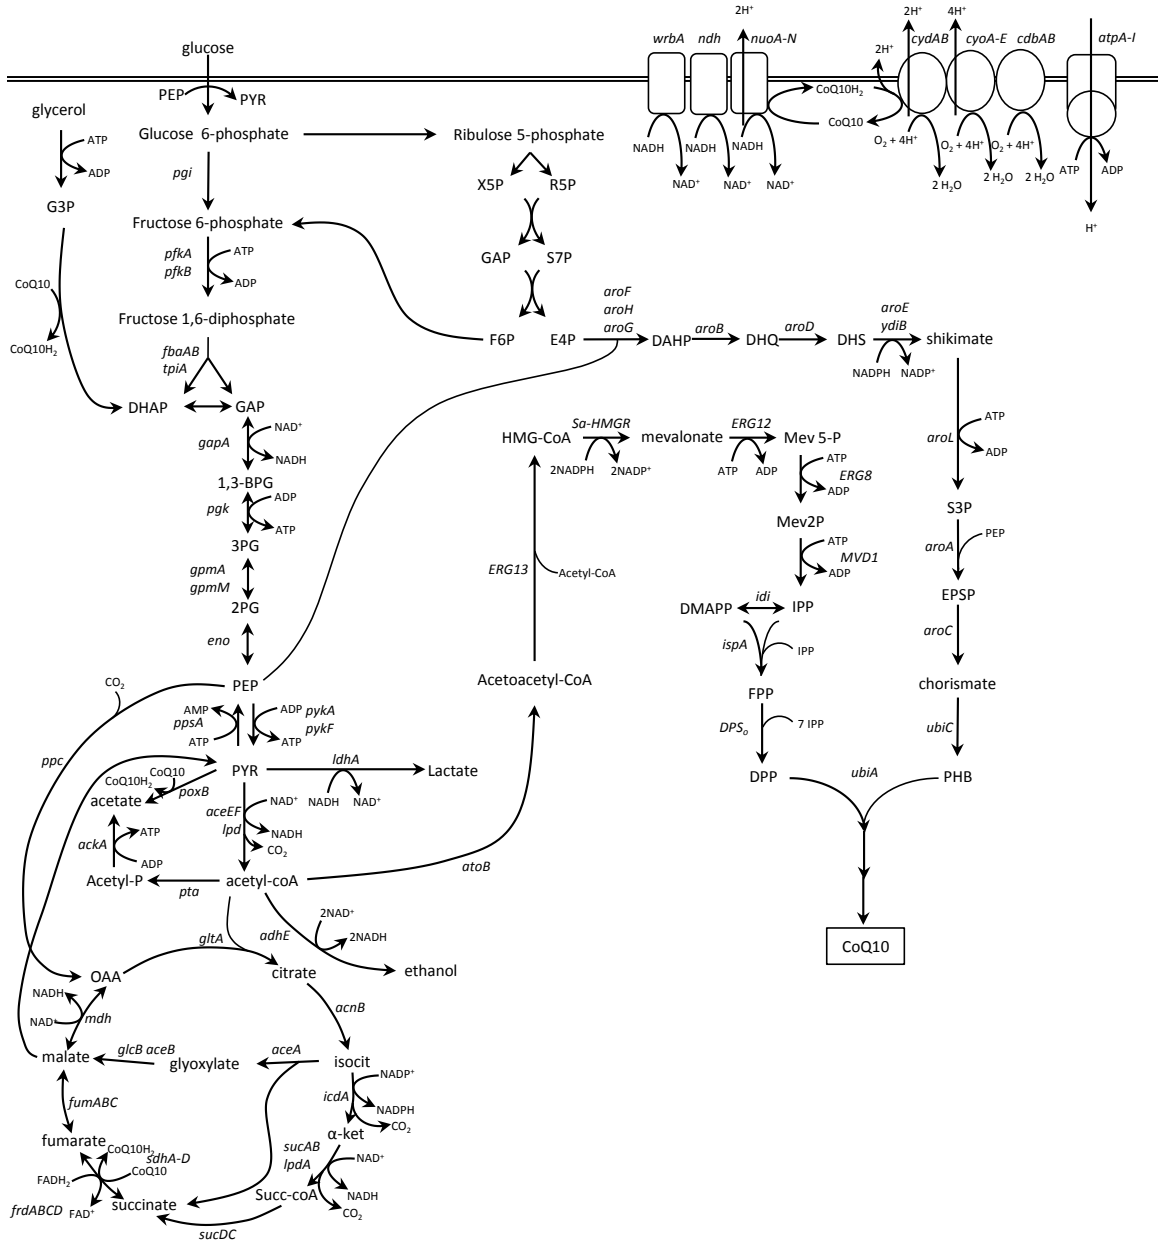 2H⁺
2H⁺
4H⁺
wrbA
ndh
nuoA-N
cydAB
cyoA-E
cdbAB
atpA-I
glucose
2H⁺
PEP
PYR
CoQ10H₂
CoQ10
glycerol
ATP
ADP
Glucose 6-phosphate
Ribulose 5-phosphate
NADH
NADH
NADH
O₂ + 4H⁺
O₂ + 4H⁺
O₂ + 4H⁺
NAD⁺
NAD⁺
NAD⁺
2 H₂O
2 H₂O
2 H₂O
ATP
ADP
H⁺
pgi
X5P
R5P
G3P
Fructose 6-phosphate
pfkA
pfkB
ATP
ADP
GAP
S7P
CoQ10
CoQ10H₂
Fructose 1,6-diphosphate
fbaAB
tpiA
F6P
E4P
aroF
aroH
aroG
DAHP
aroB
DHQ
aroD
DHS
aroE
ydiB
NADPH
NADP⁺
shikimate
DHAP
GAP
gapA
NAD⁺
NADH
HMG-CoA
Sa-HMGR
2NADPH
2NADP⁺
mevalonate
ERG12
ATP
ADP
Mev 5-P
ATP
ERG8
ADP
aroL
ATP
ADP
1,3-BPG
pgk
ADP
ATP
3PG
gpmA
gpmM
2PG
eno
Mev2P
ATP
MVD1
ADP
S3P
aroA
PEP
EPSP
ERG13
Acetyl-CoA
DMAPP
idi
IPP
ispA
IPP
aroC
CO₂
PEP
Acetoacetyl-CoA
FPP
chorismate
AMP
ppsA
ATP
ADP
pykA
pykF
ATP
DPSₒ
7 IPP
ubiC
ppc
PYR
ldhA
Lactate
NADH
NAD⁺
DPP
ubiA
PHB
CoQ10
CoQ10H₂
poxB
acetate
aceEF
lpd
NAD⁺
NADH
CO₂
ackA
ATP
ADP
Acetyl-P
pta
acetyl-coA
atoB
2NAD⁺
2NADH
adhE
ethanol
gltA
CoQ10
OAA
citrate
NADH
NAD⁺
mdh
acnB
malate
glcB aceB
glyoxylate
aceA
isocit
icdA
NADP⁺
NADPH
CO₂
fumABC
α-ket
fumarate
CoQ10H₂
sdhA-D
CoQ10
FADH₂
sucAB
lpdA
NAD⁺
NADH
CO₂
Succ-coA
succinate
frdABCD
FAD⁺
sucDC